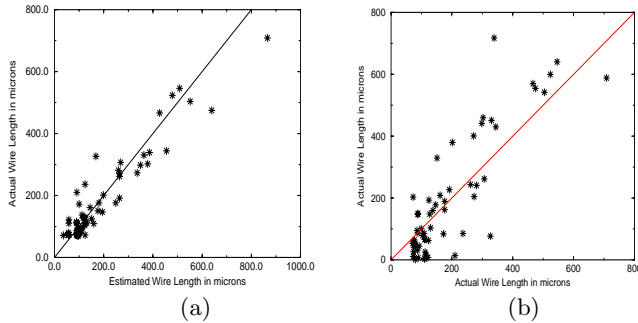 800.0
600.0
400.0
200.0
0.0
0.0 200.0 400.0 600.0 800.0 1000.0
Actual Wire Length in microns
Estimated Wire Length in microns
(a)
800
600
400
200
0
0 200 400 600 800
Actual Wire Length in microns
Actual Wire Length in microns
(b)